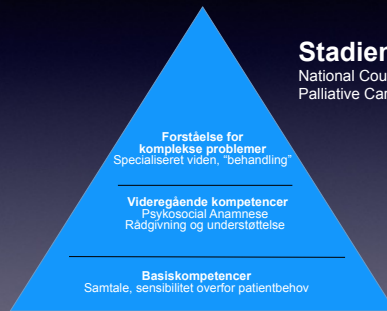 Stadier
National Cou
Palliative Car
Forståelse for
komplekse problemer
Specialiseret viden, "behandling"
Videregående kompetencer
Psykosocial Anamnese
Rådgivning og understøttelse
Basiskompetencer
Samtale, sensibilitet overfor patientbehov